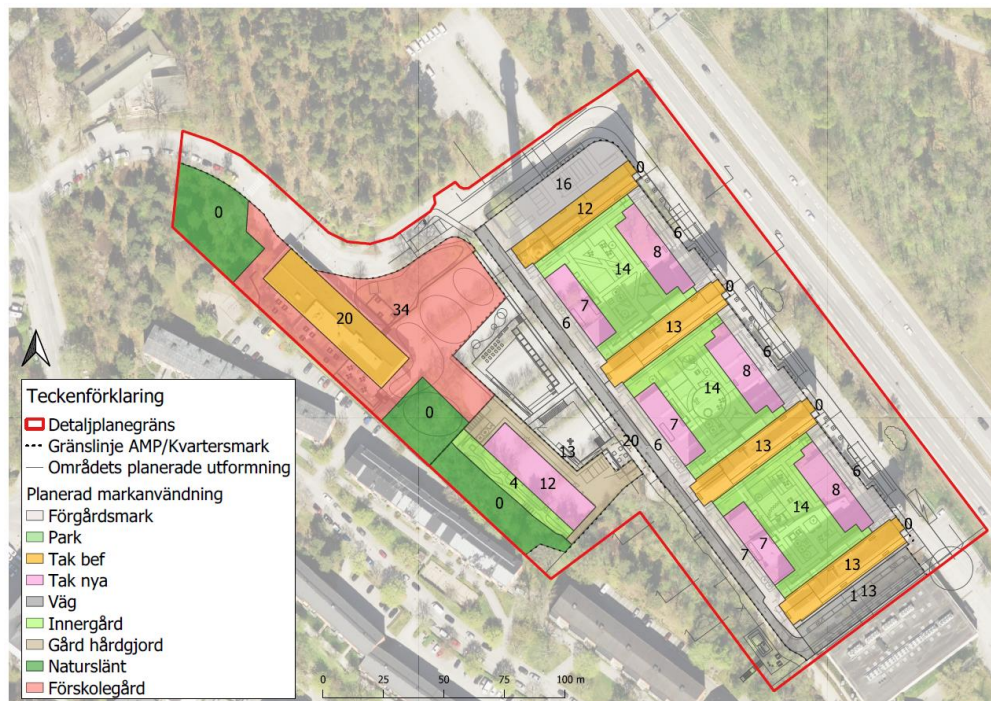 0
16
0
12
6
8
0
14
34
7
20
6
13
0
6
8
0
14
7
0
6
20
13
13
6
12
4
8
0
14
0
7
7
13
1
13
Teckenförklaring
Detaljplanegräns
Gränslinje AMP/Kvartersmark
Områdets planerade utformning
Planerad markanvändning
Förgårdsmark
Park
Tak bef
Tak nya
Väg
Innergård
Gård hårdgjord
Naturslänt
Förskolegård
0 25 50 75 100 m